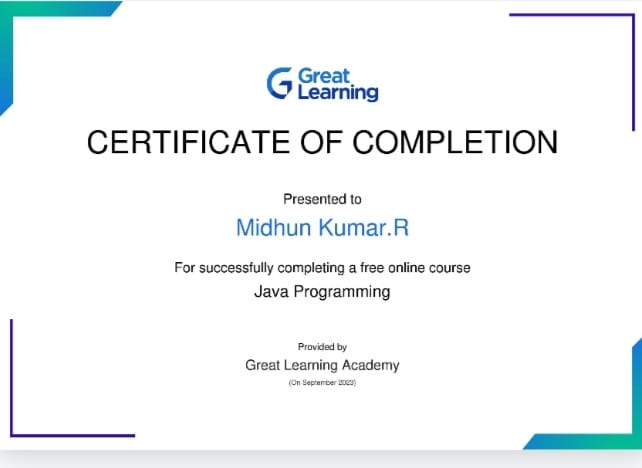 Great
Learning
CERTIFICATE OF COMPLETION
Presented to
Midhun Kumar.R
For successfully completing a free online course
Java Programming
Provided by
Great Learning Academy
(On September 2023)